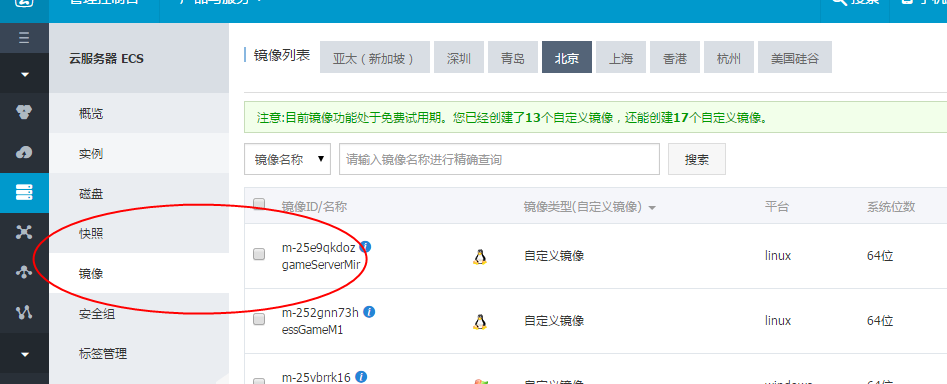 管理控制台 产品与服务 搜索
云服务器 ECS
概览
实例
磁盘
快照
镜像
安全组
标签管理
镜像列表 亚太（新加坡） 深圳 青岛 北京 上海 香港 杭州 美国硅谷
注意:目前镜像功能处于免费试用期。您已经创建了13个自定义镜像，还能创建17个自定义镜像。
镜像名称 请输入镜像名称进行精确查询 搜索
镜像ID/名称 镜像类型(自定义镜像) 平台 系统位数
m-25e9qkdoz
gameServerMir 自定义镜像 linux 64位
m-252gnn73h
essGameM1 自定义镜像 linux 64位
m-25vbrrk16 自定义镜像 windows 64位